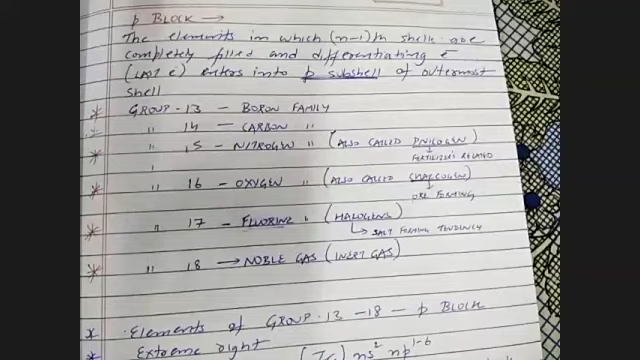 p BLOCK →
The elements in which (n-1)th shells are
completely filled and differentiating e-
(Last e-) enters into p subshell of outermost
shell
* GROUP-13 - BORON FAMILY
" 14 - CARBON "
* " 15 - NITROGEN " (ALSO CALLED PNICOGEN)
FERTILIZERS RELATED
* " 16 - OXYGEN " (ALSO CALLED CHALCOGEN)
ORE FORMING
* " 17 - FLUORINE " (HALOGENS)
SALT FORMING TENDENCY
* " 18 → NOBLE GAS (INERT GAS)
* Elements of GROUP-13-18 - p BLOCK
* Extreme right
ns² np¹⁻⁶